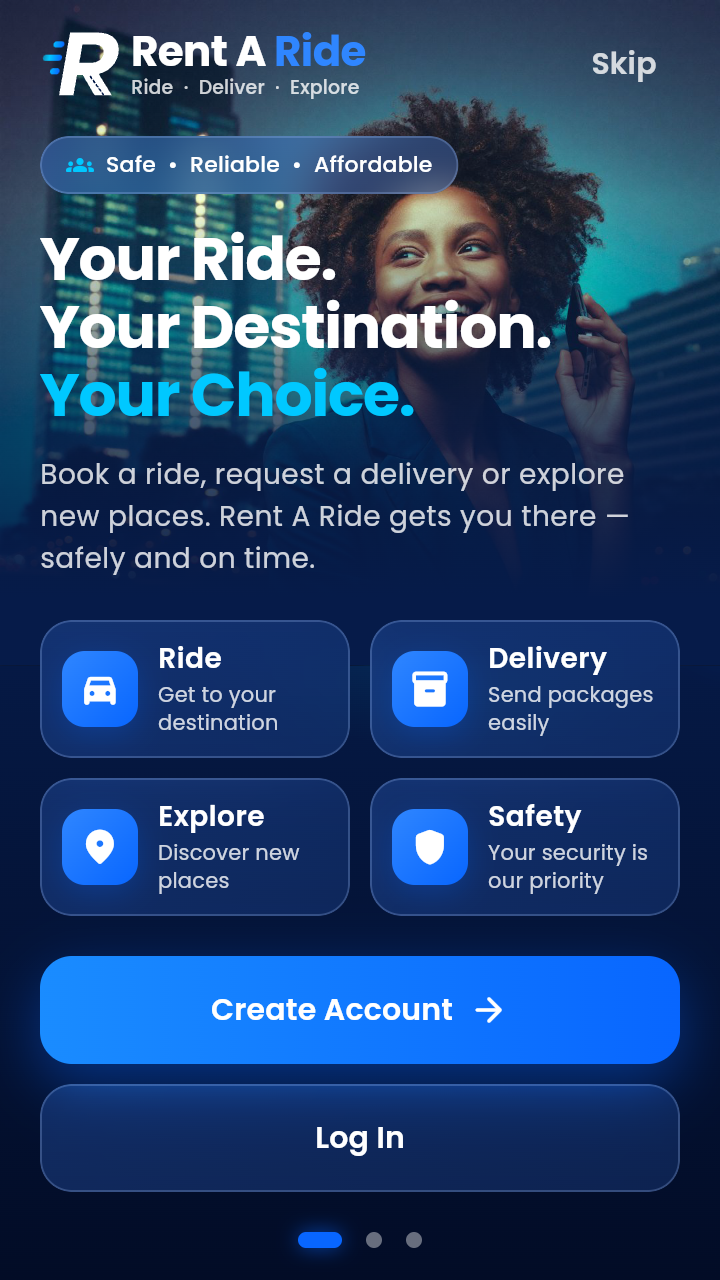 Rent A Ride
Ride · Deliver · Explore
Skip
Safe • Reliable • Affordable
Your Ride.
Your Destination.
Your Choice.
Book a ride, request a delivery or explore
new places. Rent A Ride gets you there —
safely and on time.
Ride
Get to your
destination
Delivery
Send packages
easily
Explore
Discover new
places
Safety
Your security is
our priority
Create Account →
Log In